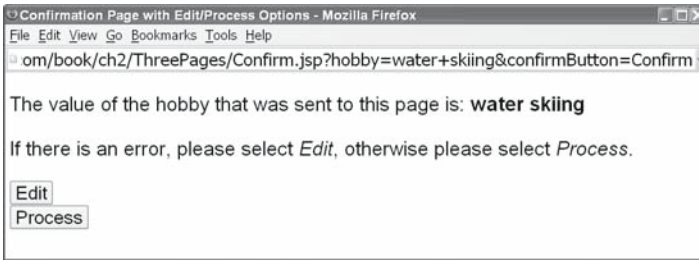 Confirmation Page with Edit/Process Options - Mozilla Firefox
File Edit View Go Bookmarks Tools Help
om/book/ch2/ThreePages/Confirm.jsp?hobby=water+skiing&confirmButton=Confirm
The value of the hobby that was sent to this page is: water skiing
If there is an error, please select Edit, otherwise please select Process.
Edit
Process